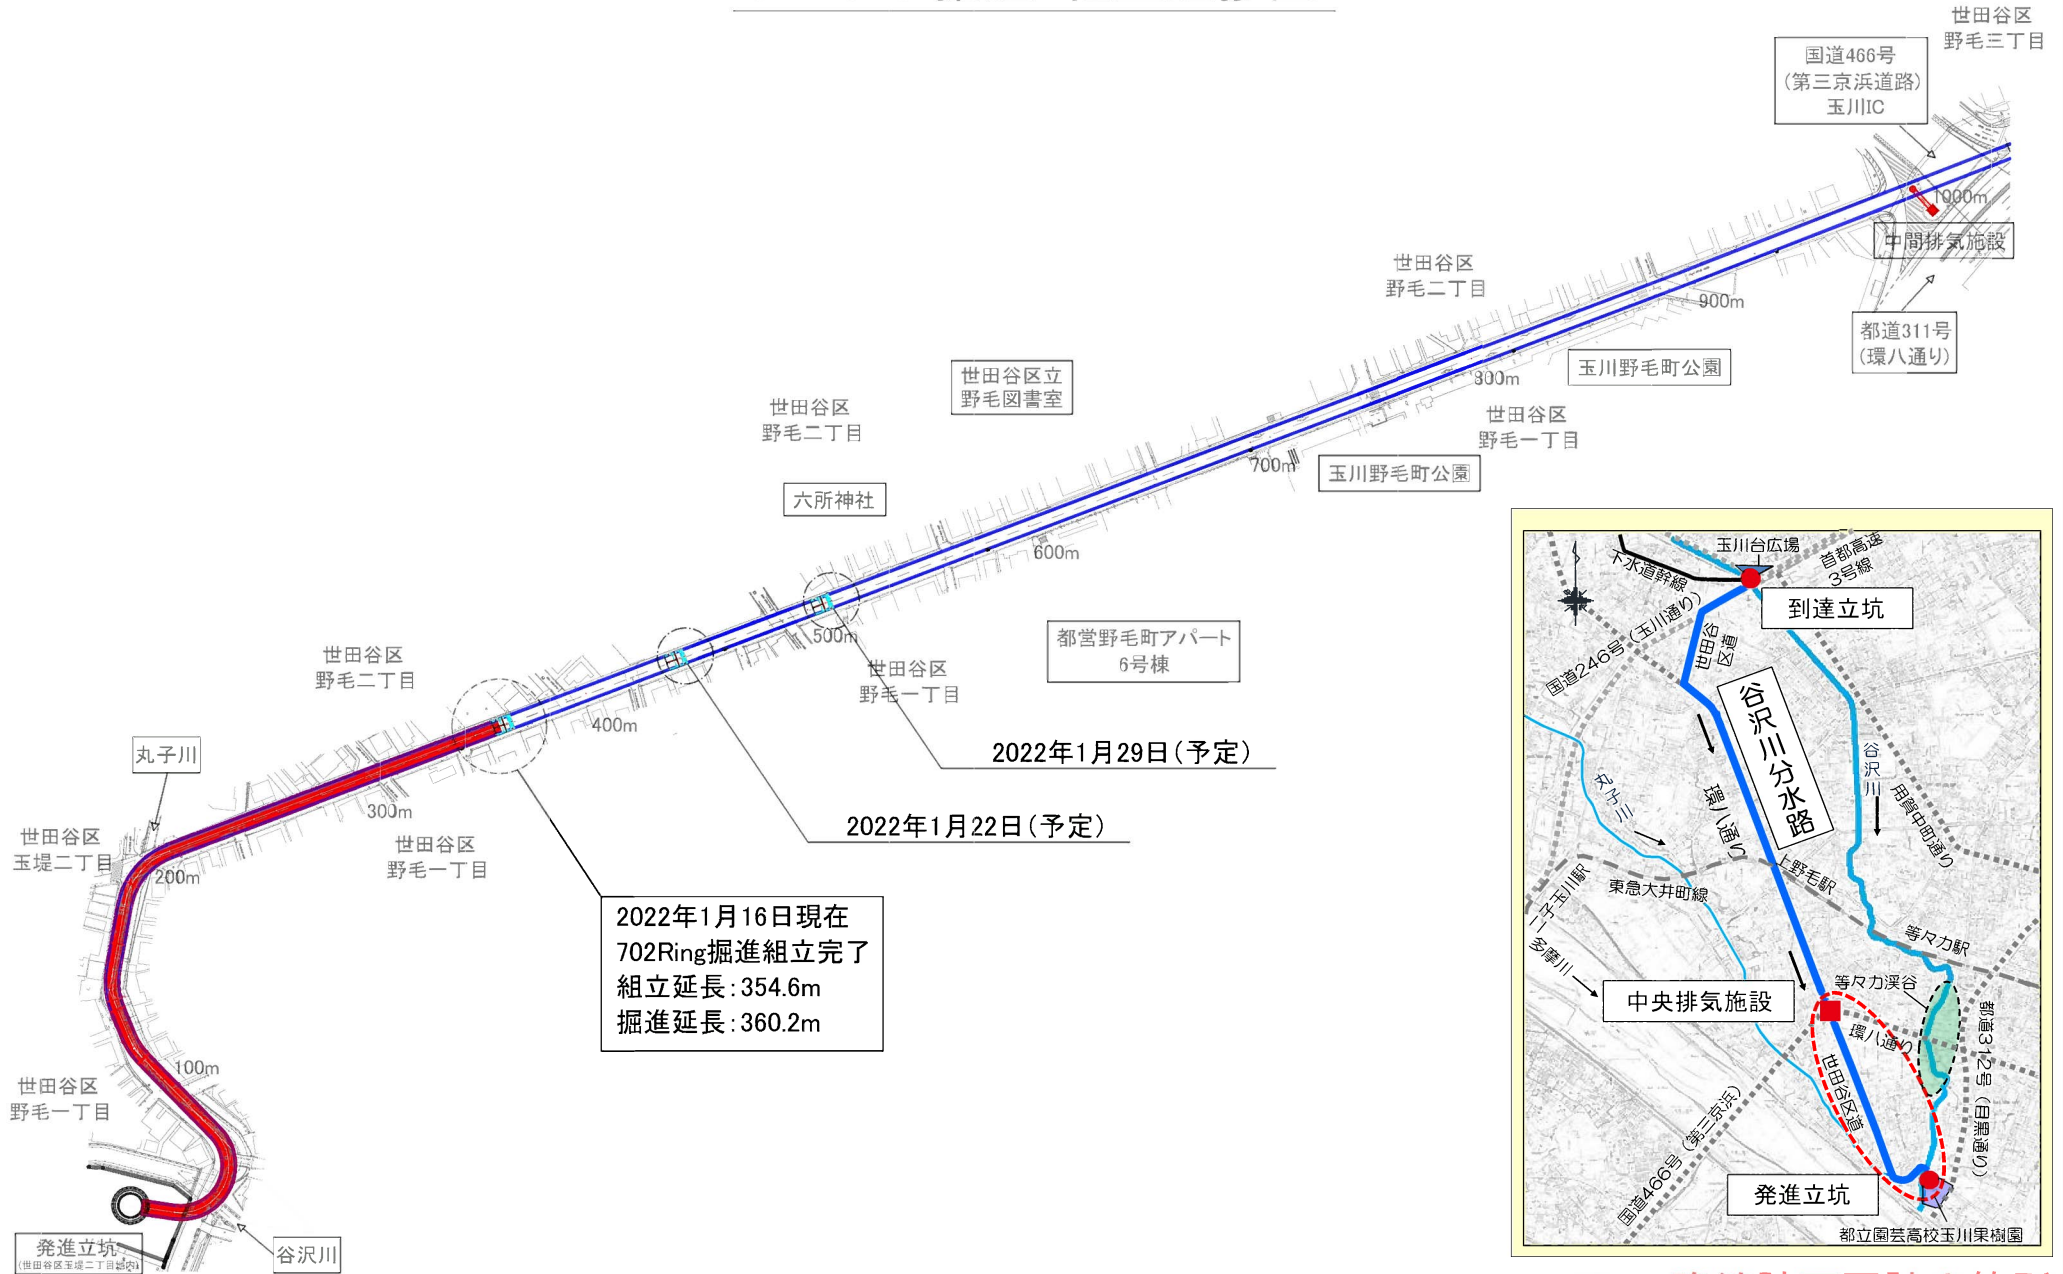 世田谷区
野毛三丁目
国道466号
(第三京浜道路)
玉川IC
1000m
中間排気施設
都道311号
(環八通り)
世田谷区
野毛二丁目
900m
玉川野毛町公園
800m
世田谷区
野毛一丁目
世田谷区立
野毛図書室
世田谷区
野毛二丁目
700m
玉川野毛町公園
六所神社
600m
500m
都営野毛町アパート
6号棟
世田谷区
野毛一丁目
世田谷区
野毛二丁目
400m
2022年1月29日(予定)
2022年1月22日(予定)
丸子川
300m
世田谷区
玉堤二丁目
200m
世田谷区
野毛一丁目
2022年1月16日現在
702Ring掘進組立完了
組立延長:354.6m
掘進延長:360.2m
100m
世田谷区
野毛一丁目
発進立坑
谷沢川
玉川台広場
首都高速
3号線
下水道幹線
到達立坑
国道246号(玉川通り)
世田谷
区道
谷沢川分水路
谷沢川
丸子川
環八通り
用賀中町通り
上野毛駅
東急大井町線
二子玉川駅
等々力駅
多摩川
等々力渓谷
中央排気施設
環八通り
都道312号(目黒通り)
世田谷区道
国道466号(第三京浜)
発進立坑
都立園芸高校玉川果樹園